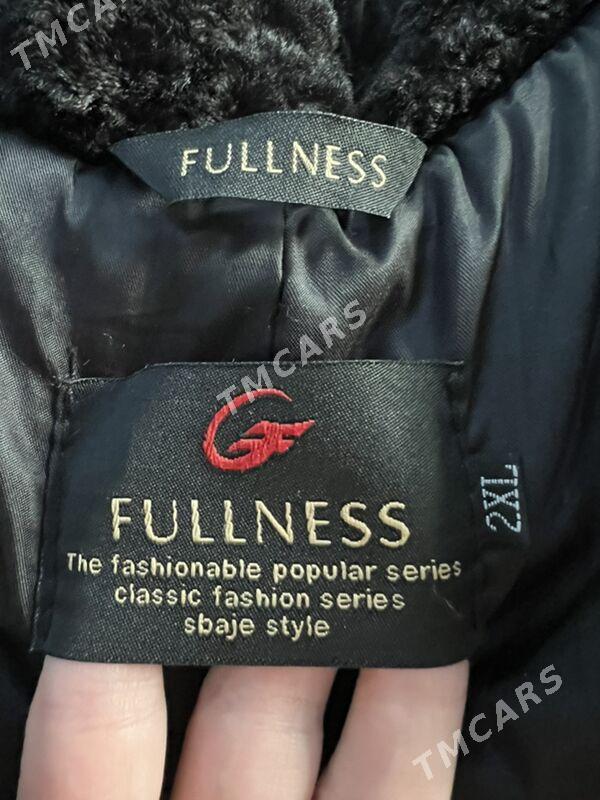 TMCARS
FULLNESS
TMCARS
FULLNESS
2XL
The fashionable popular series
classic fashion series
sbaje style
TMCARS